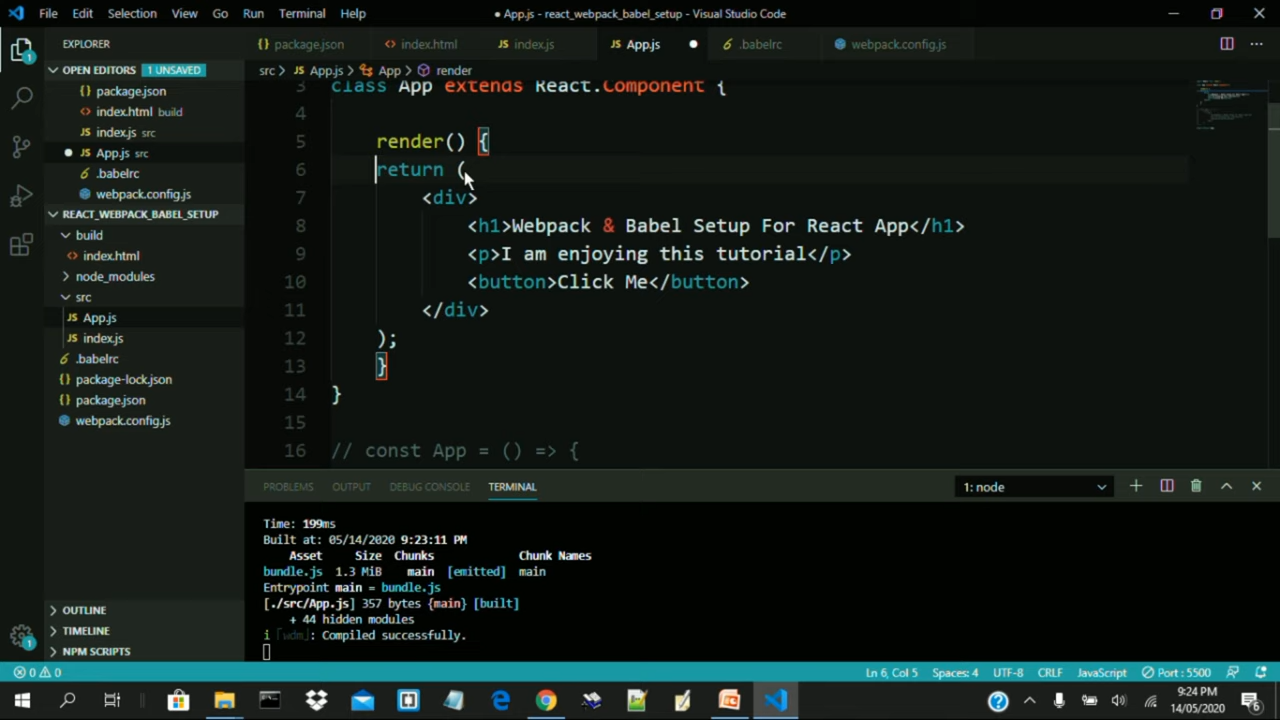 File Edit Selection View Go Run Terminal Help
● App.js - react_webpack_babel_setup - Visual Studio Code
EXPLORER
package.json
index.html
index.js
App.js
.babelrc
webpack.config.js
OPEN EDITORS 1 UNSAVED
package.json
index.html build
index.js src
App.js src
.babelrc
webpack.config.js
REACT_WEBPACK_BABEL_SETUP
build
index.html
node_modules
src
App.js
index.js
.babelrc
package-lock.json
package.json
webpack.config.js
OUTLINE
TIMELINE
NPM SCRIPTS
src > JS App.js > App > render
3 class App extends React.Component {
4
5 render() {
6 return (
7 <div>
8 <h1>Webpack & Babel Setup For React App</h1>
9 <p>I am enjoying this tutorial</p>
10 <button>Click Me</button>
11 </div>
12 );
13 }
14 }
15
16 // const App = () => {
PROBLEMS OUTPUT DEBUG CONSOLE TERMINAL
1: node
Time: 199ms
Built at: 05/14/2020 9:23:11 PM
Asset Size Chunks Chunk Names
bundle.js 1.3 MiB main [emitted] main
Entrypoint main = bundle.js
[./src/App.js] 357 bytes {main} [built]
+ 44 hidden modules
i ｢wdm｣: Compiled successfully.
0 0
Ln 6, Col 5 Spaces: 4 UTF-8 CRLF JavaScript Port : 5500
9:24 PM
14/05/2020
6